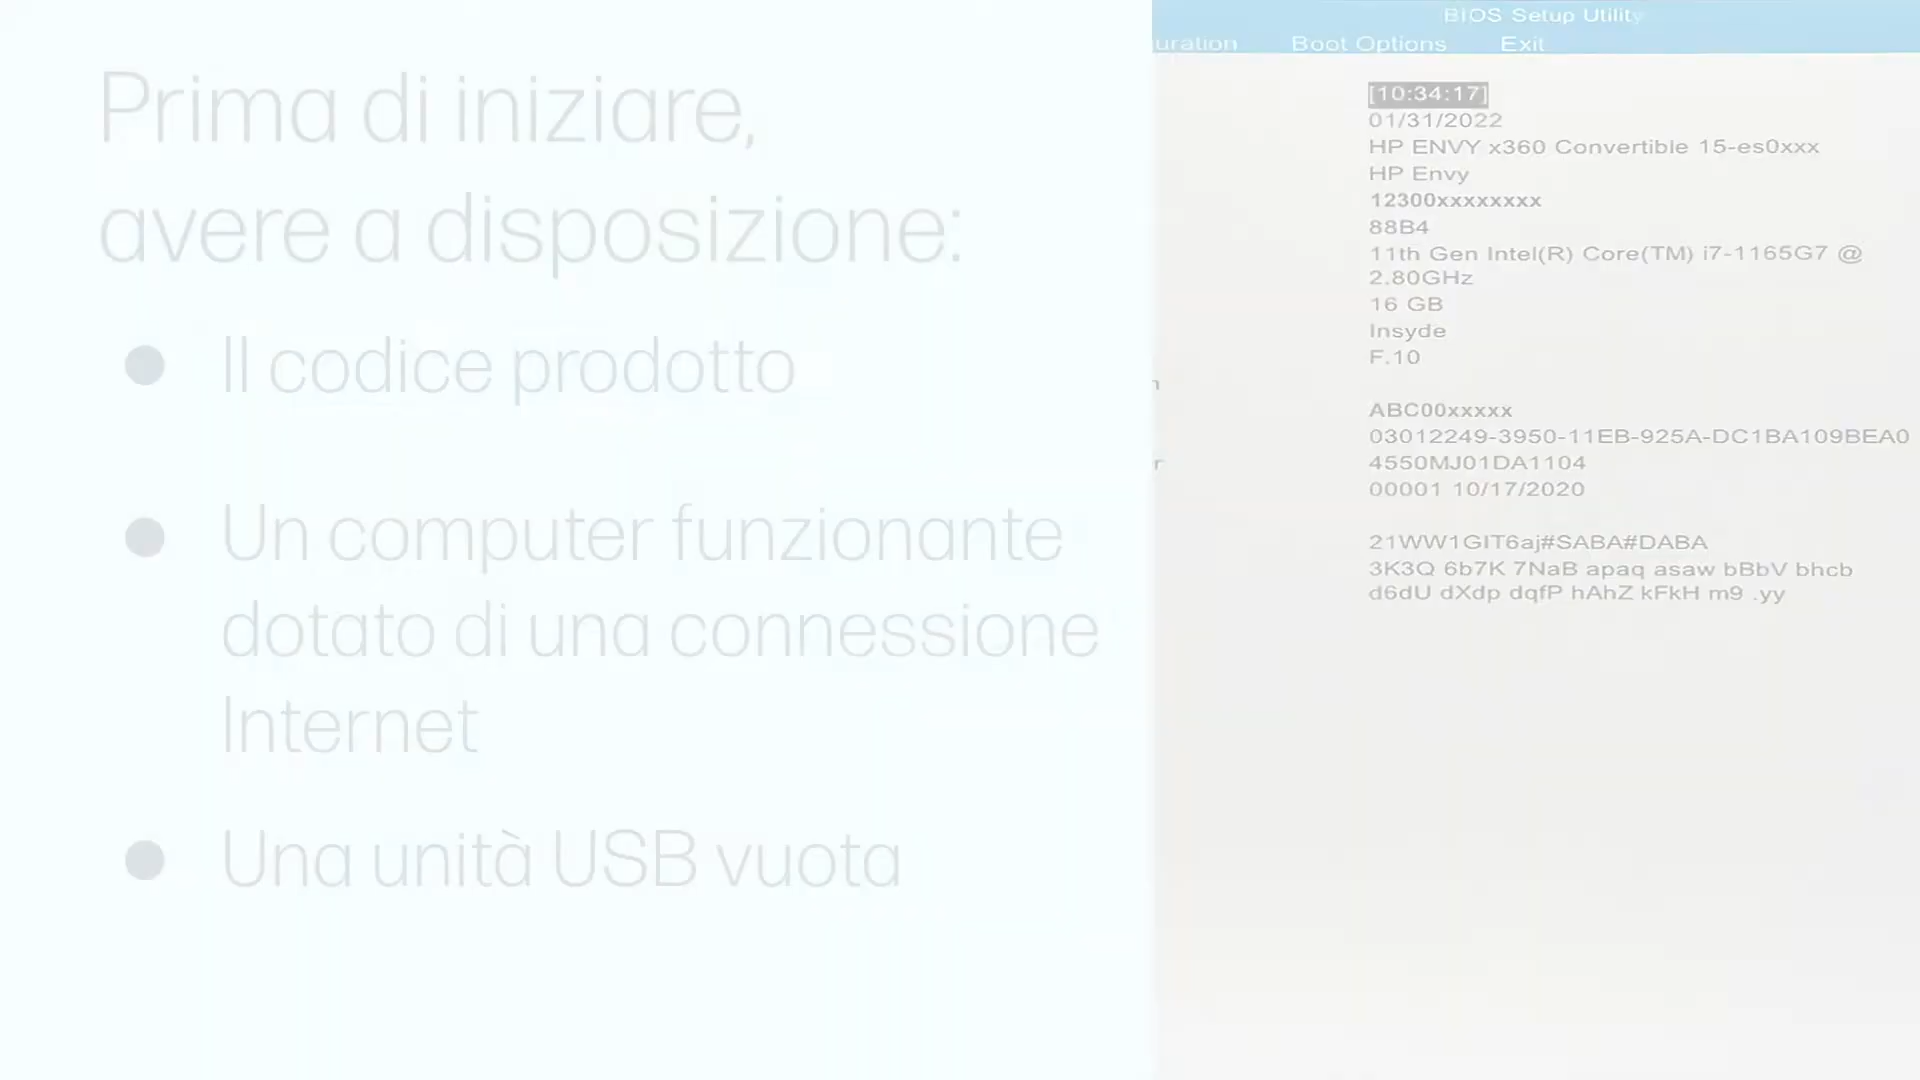 Prima di iniziare,
avere a disposizione:
Il codice prodotto
Un computer funzionante
dotato di una connessione
Internet
Una unità USB vuota
BIOS Setup Utility
uration Boot Options Exit
[10:34:17]
01/31/2022
HP ENVY x360 Convertible 15-es0xxx
HP Envy
12300xxxxxxxx
88B4
11th Gen Intel(R) Core(TM) i7-1165G7 @
2.80GHz
16 GB
Insyde
F.10
n
ABC00xxxxx
03012249-3950-11EB-925A-DC1BA109BEA0
r 4550MJ01DA1104
00001 10/17/2020
21WW1GIT6aj#SABA#DABA
3K3Q 6b7K 7NaB apaq asaw bBbV bhcb
d6dU dXdp dqfP hAhZ kFkH m9 .yy